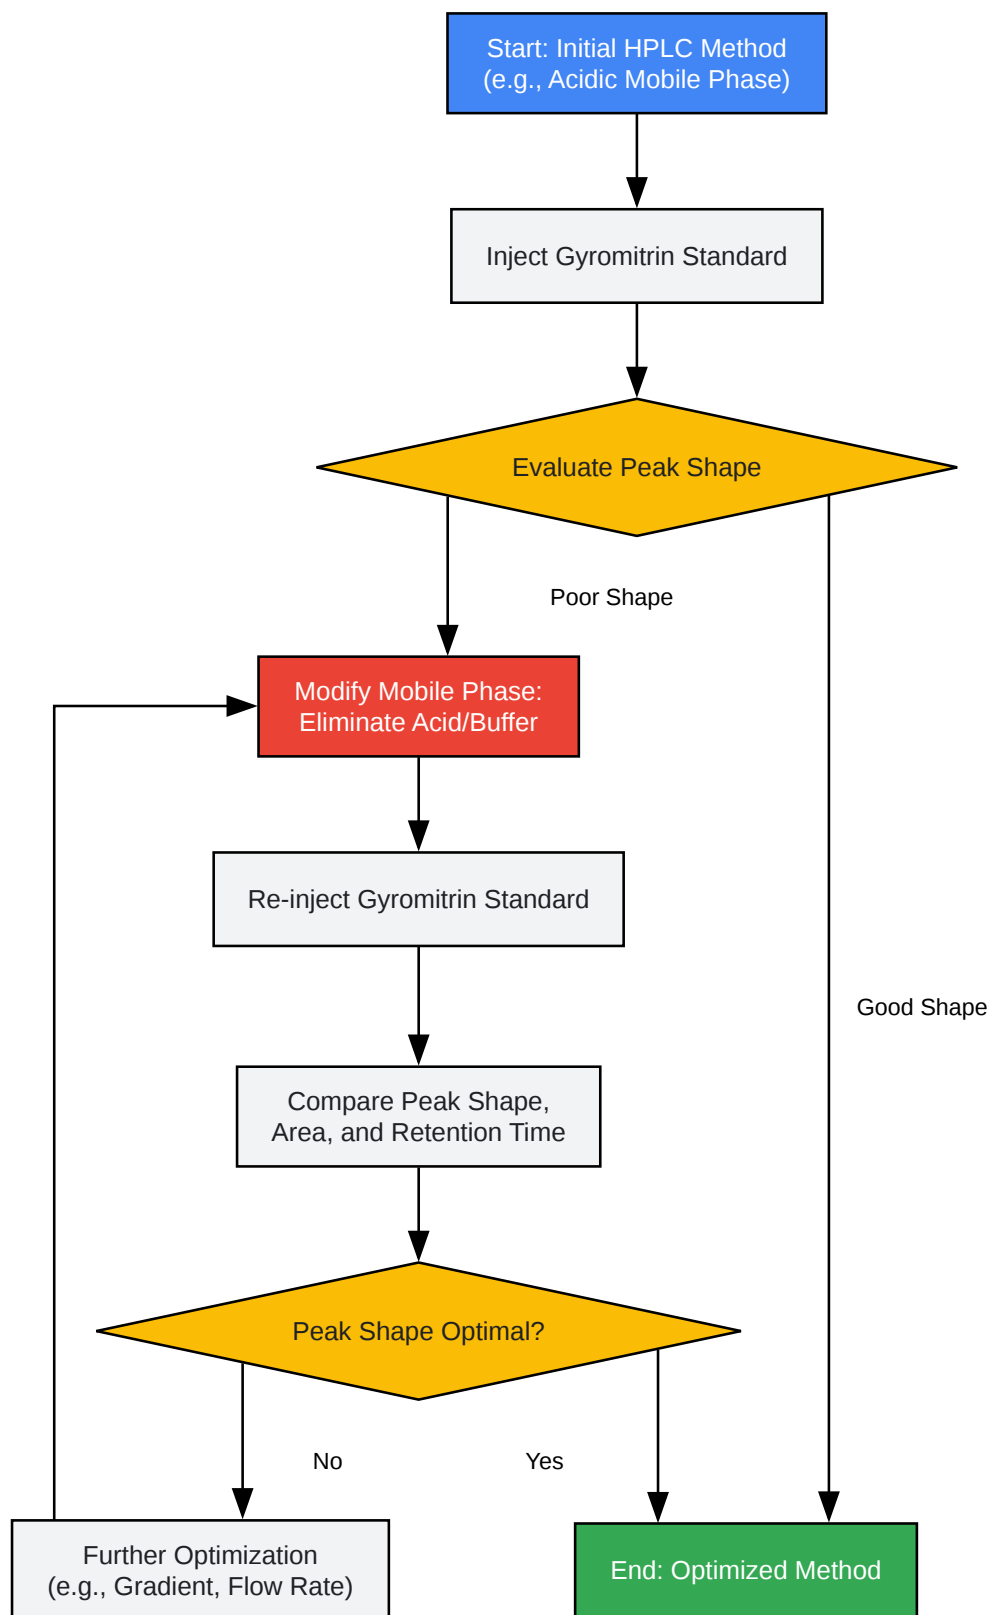 Start: Initial HPLC Method
(e.g., Acidic Mobile Phase)
Inject Gyromitrin Standard
Evaluate Peak Shape
Poor Shape
Modify Mobile Phase:
Eliminate Acid/Buffer
Re-inject Gyromitrin Standard
Good Shape
Compare Peak Shape,
Area, and Retention Time
Peak Shape Optimal?
No
Yes
Further Optimization
(e.g., Gradient, Flow Rate)
End: Optimized Method